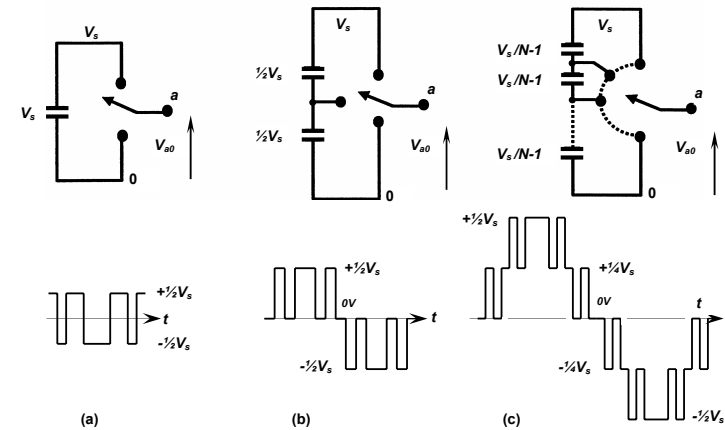 Vs
Vs
a
Va0
0
Vs
½Vs
½Vs
a
Va0
0
Vs
Vs /N-1
Vs /N-1
Vs /N-1
a
Va0
0
+½Vs
t
-½Vs
+½Vs
0V
t
-½Vs
+½Vs
+¼Vs
0V
t
-¼Vs
-½Vs
(a)
(b)
(c)